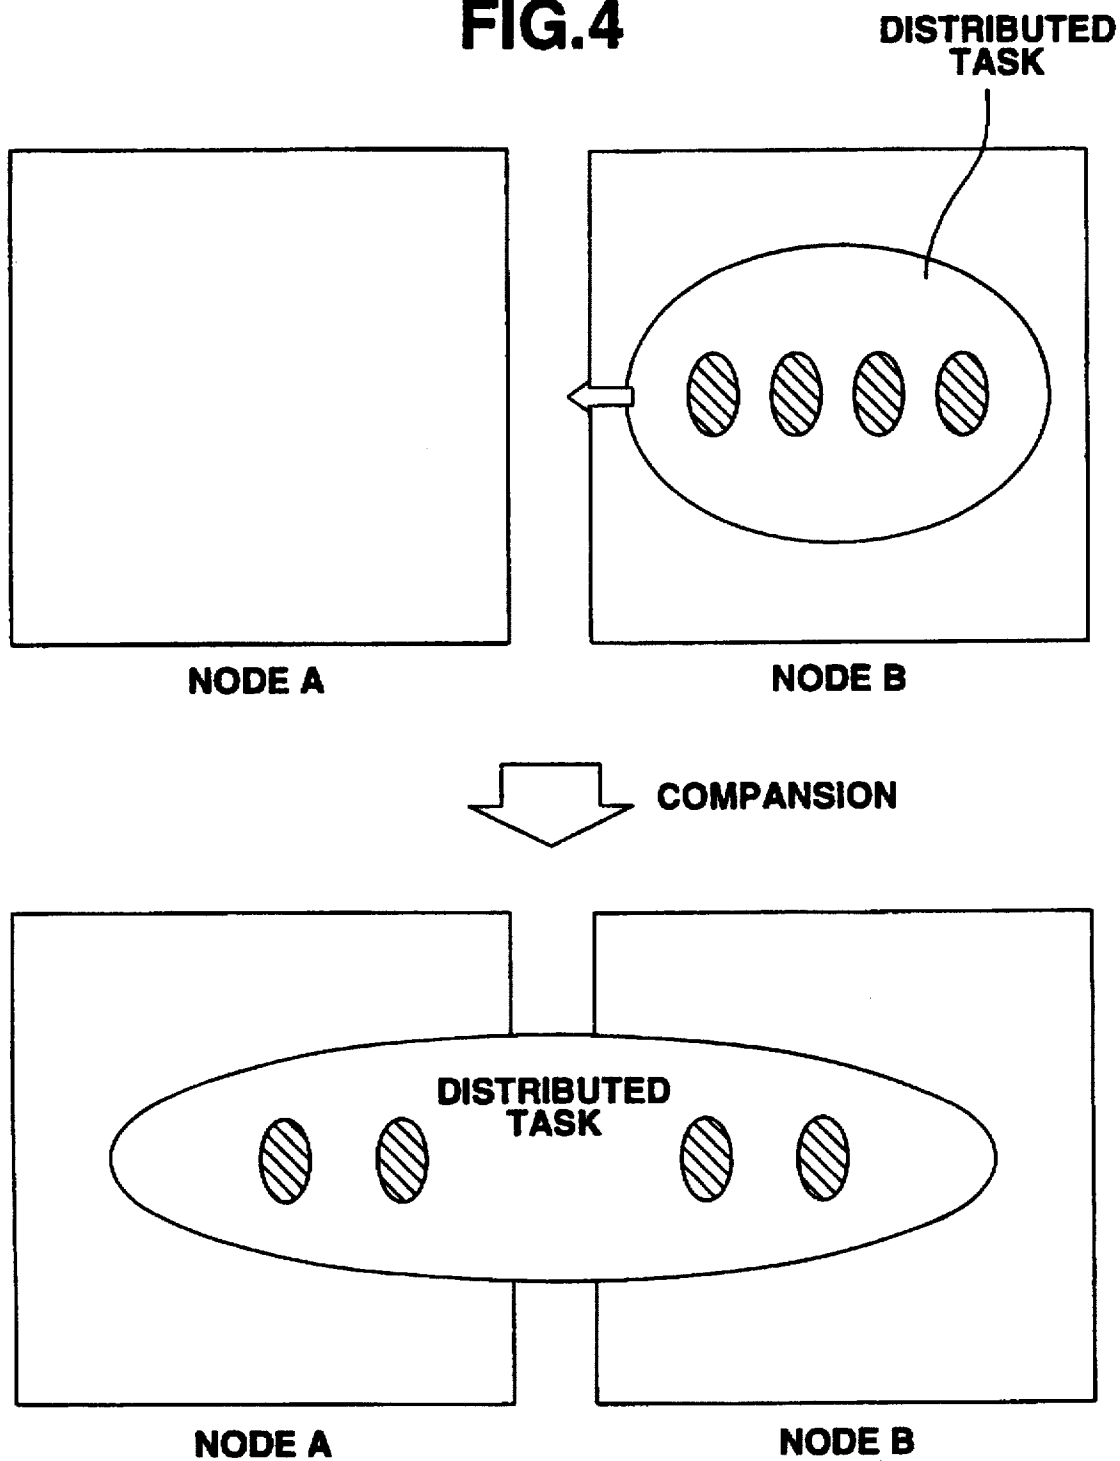 FIG.4
DISTRIBUTED
TASK
NODE A
NODE B
COMPANSION
DISTRIBUTED
TASK
NODE A
NODE B